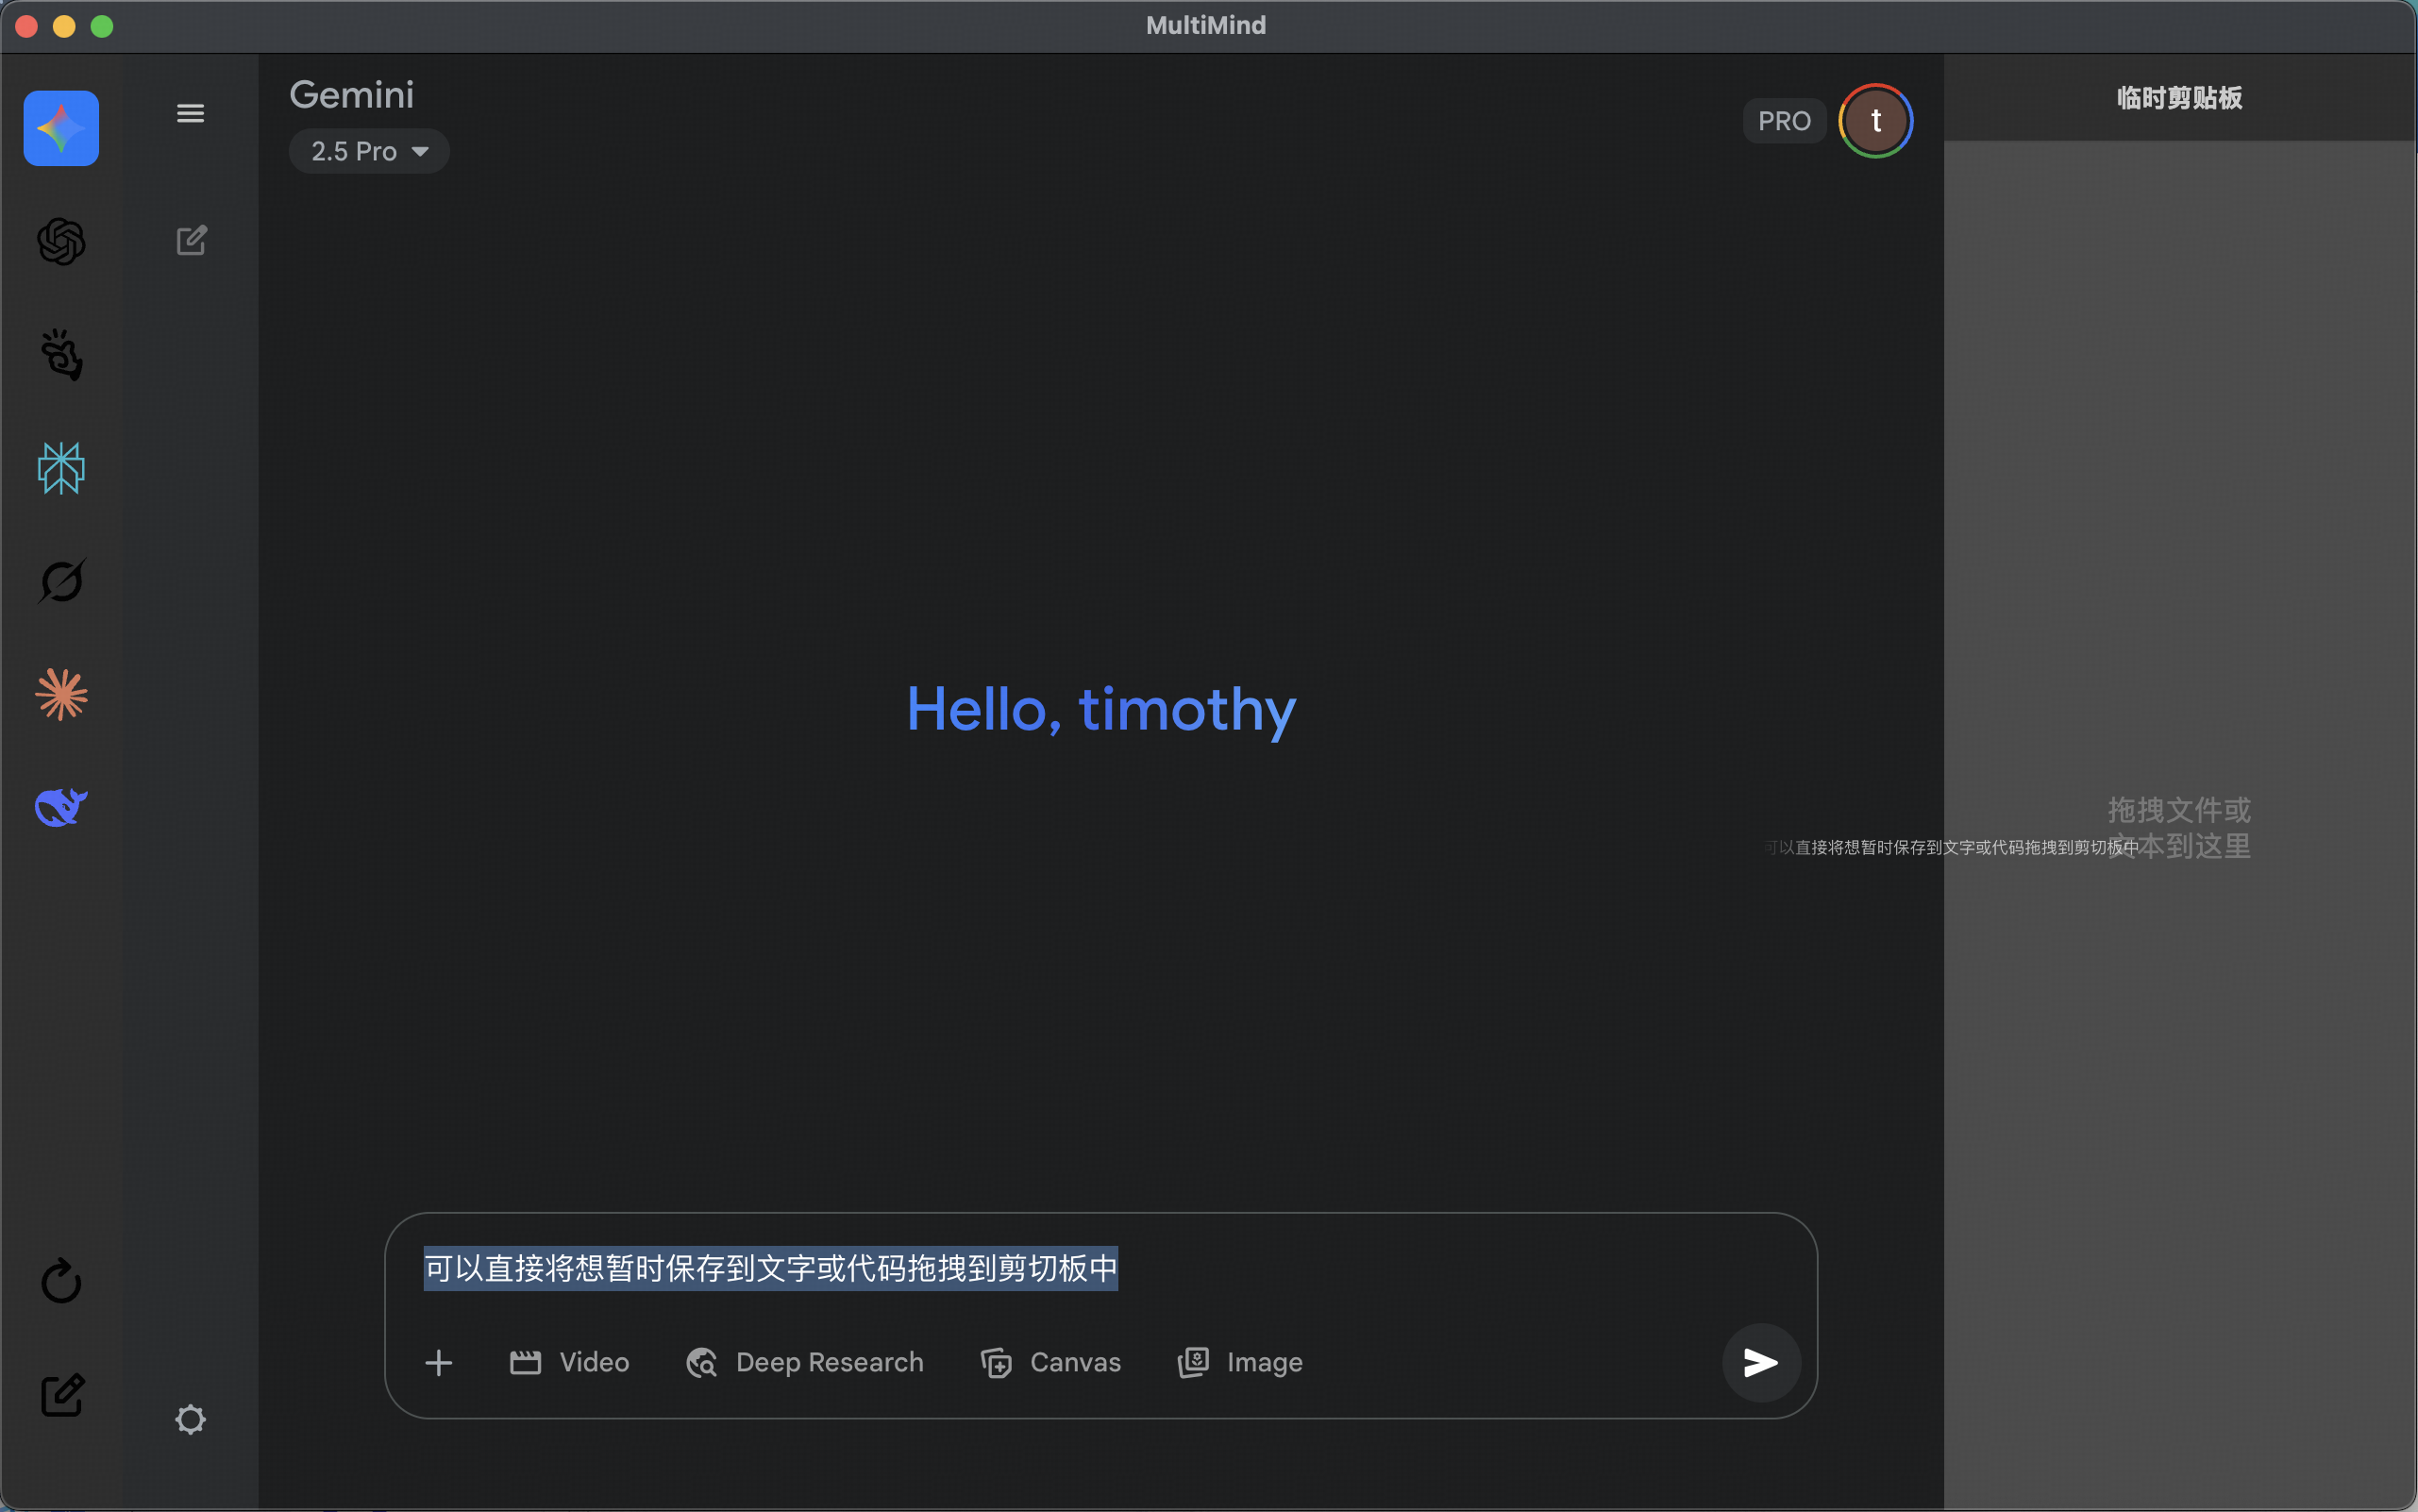 MultiMind
Gemini
2.5 Pro
PRO
t
临时剪贴板
Hello, timothy
拖拽文件或
文本到这里
可以直接将想暂时保存到文字或代码拖拽到剪切板中
可以直接将想暂时保存到文字或代码拖拽到剪切板中
Video
Deep Research
Canvas
Image